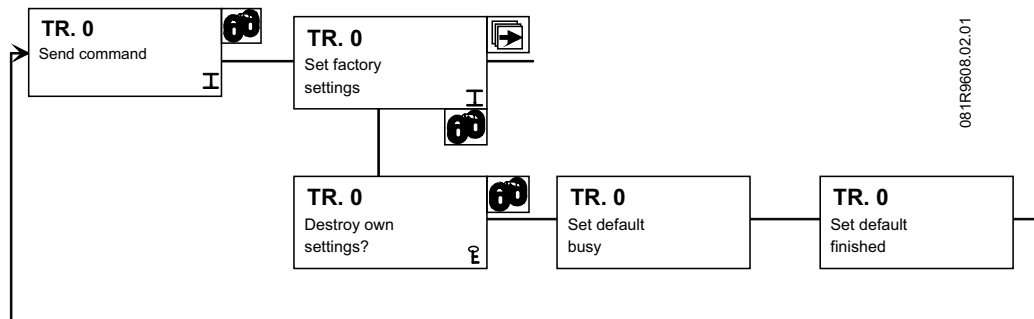 TR. 0
Send command
TR. 0
Set factory
settings
081R9608.02.01
TR. 0
Destroy own
settings?
TR. 0
Set default
busy
TR. 0
Set default
finished